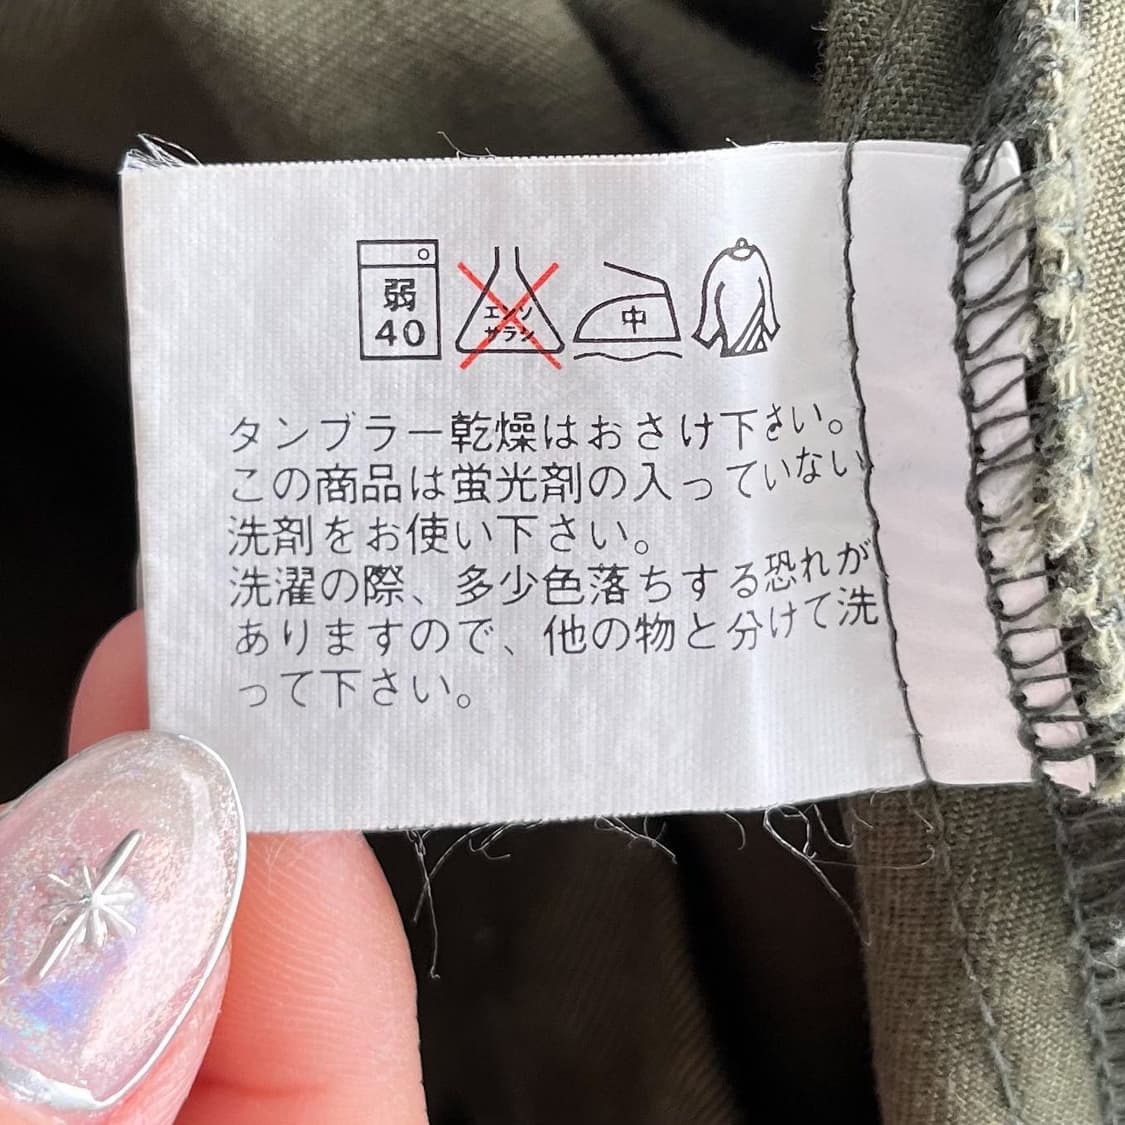 弱
40
エンソ
サラシ
中
タンブラー乾燥はおさけ下さい。
この商品は蛍光剤の入っていない
洗剤をお使い下さい。
洗濯の際、多少色落ちする恐れが
ありますので、他の物と分けて洗
って下さい。